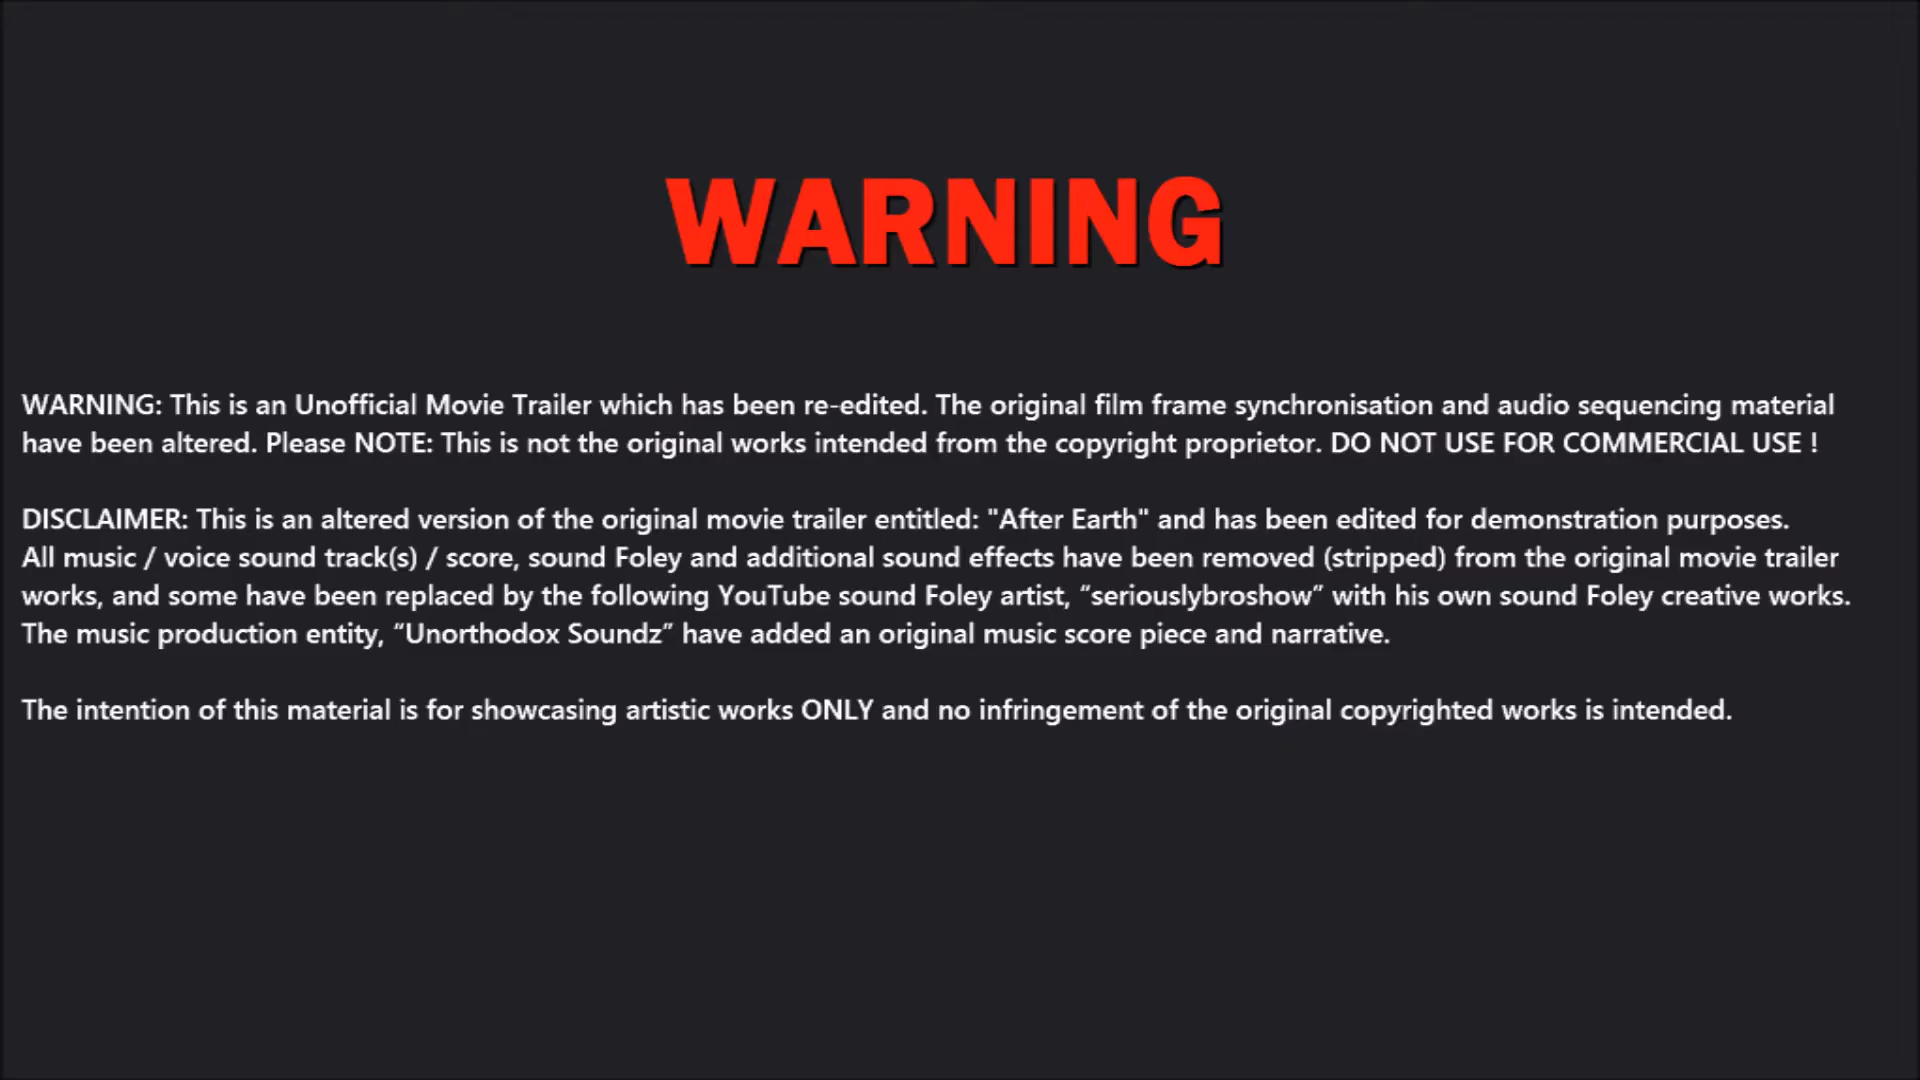 WARNING
WARNING: This is an Unofficial Movie Trailer which has been re-edited. The original film frame synchronisation and audio sequencing material
have been altered. Please NOTE: This is not the original works intended from the copyright proprietor. DO NOT USE FOR COMMERCIAL USE !
DISCLAIMER: This is an altered version of the original movie trailer entitled: "After Earth" and has been edited for demonstration purposes.
All music / voice sound track(s) / score, sound Foley and additional sound effects have been removed (stripped) from the original movie trailer
works, and some have been replaced by the following YouTube sound Foley artist, “seriouslybroshow” with his own sound Foley creative works.
The music production entity, “Unorthodox Soundz” have added an original music score piece and narrative.
The intention of this material is for showcasing artistic works ONLY and no infringement of the original copyrighted works is intended.